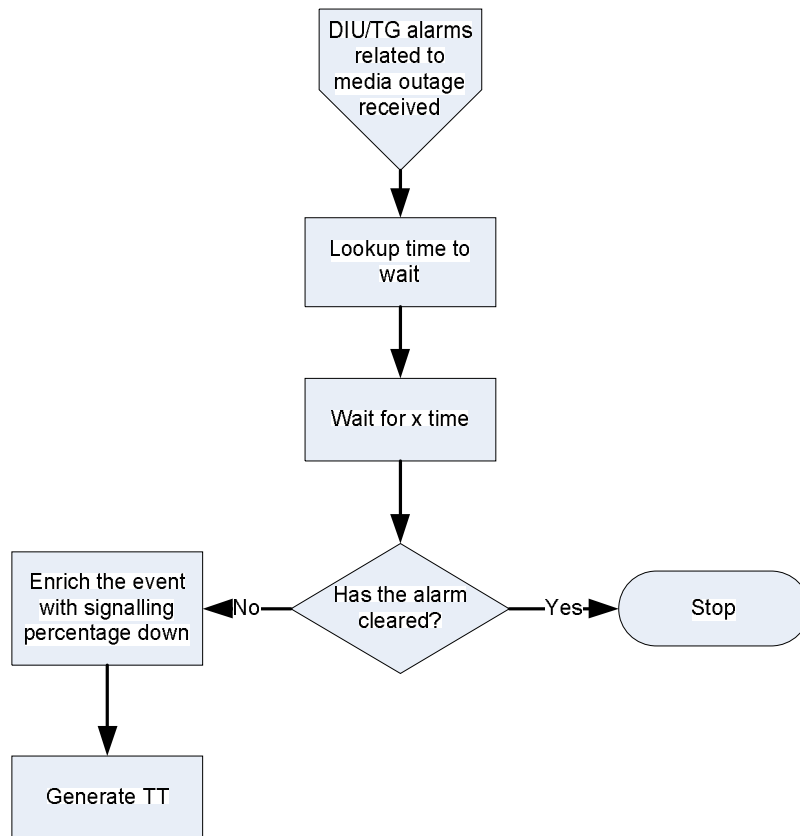 DIU/TG alarms
related to
media outage
received
Lookup time to
wait
Wait for x time
Has the alarm
cleared?
No
Yes
Stop
Enrich the event
with signalling
percentage down
Generate TT